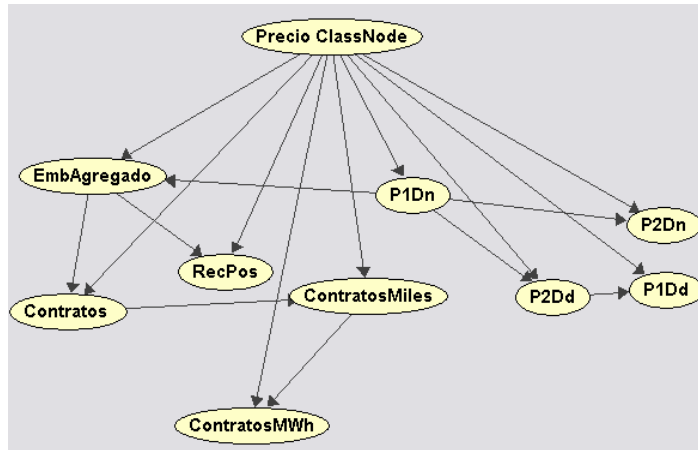 Precio ClassNode
EmbAgregado
P1Dn
P2Dn
RecPos
ContratosMiles
P2Dd
P1Dd
Contratos
ContratosMWh